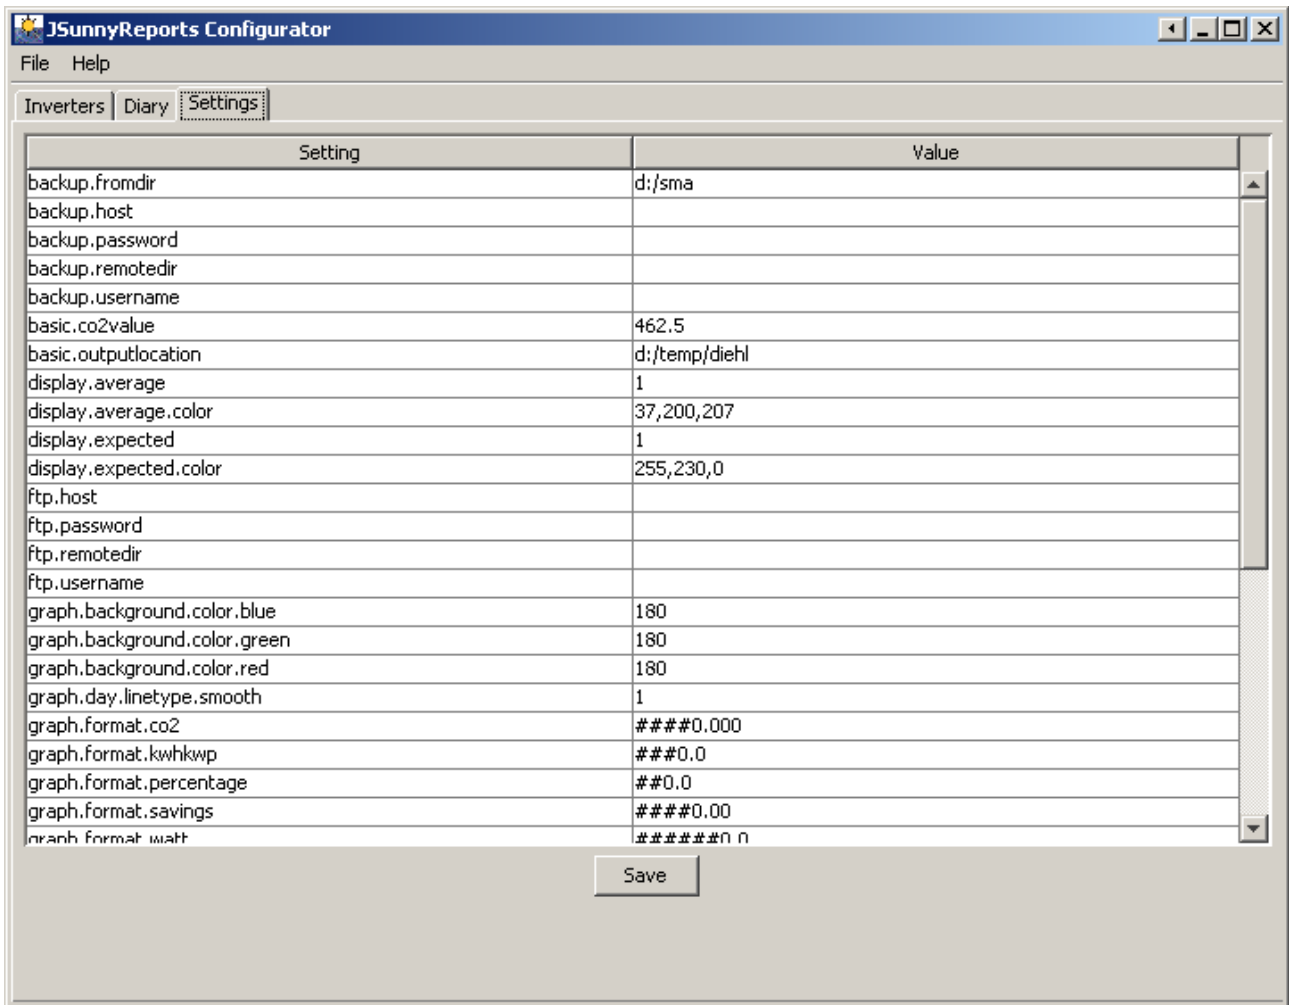 JSunnyReports Configurator
File Help
Inverters Diary Settings
Setting Value
backup.fromdir d:/sma
backup.host
backup.password
backup.remotedir
backup.username
basic.co2value 462.5
basic.outputlocation d:/temp/diehl
display.average 1
display.average.color 37,200,207
display.expected 1
display.expected.color 255,230,0
ftp.host
ftp.password
ftp.remotedir
ftp.username
graph.background.color.blue 180
graph.background.color.green 180
graph.background.color.red 180
graph.day.linetype.smooth 1
graph.format.co2 ####0.000
graph.format.kwhkwp ###0.0
graph.format.percentage ##0.0
graph.format.savings ####0.00
graph.format.watt ######0.0
Save